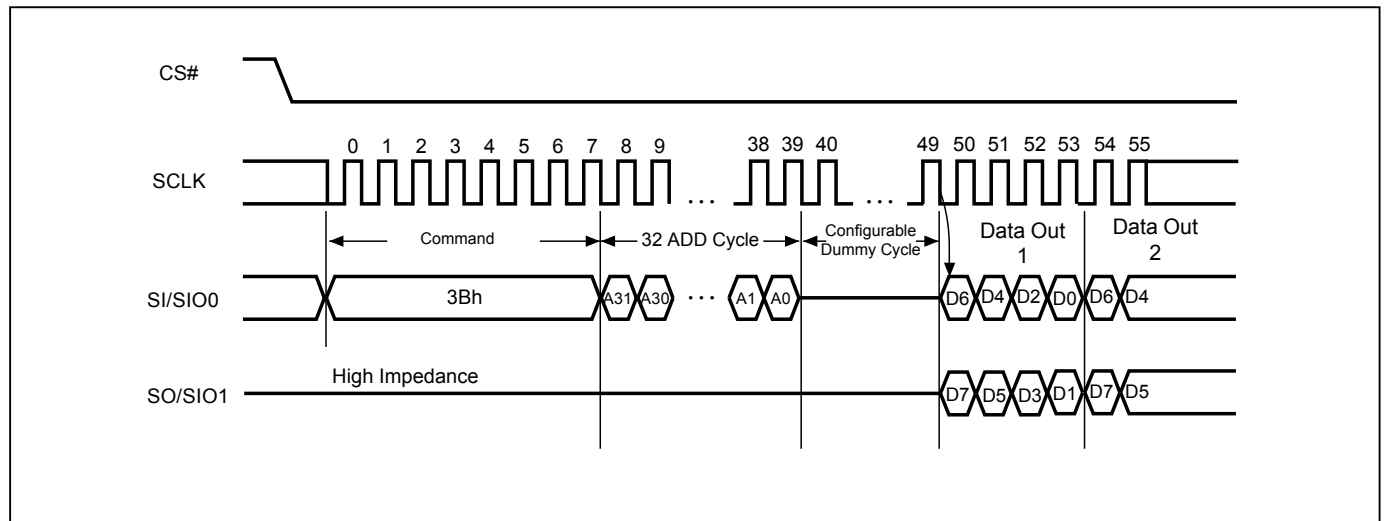 CS#
0 1 2 3 4 5 6 7 8 9 38 39 40 49 50 51 52 53 54 55
SCLK
...
...
Command
32 ADD Cycle
Configurable
Dummy Cycle
Data Out
1
Data Out
2
SI/SIO0
3Bh
A31 A30 ... A1 A0
D6 D4 D2 D0 D6 D4
High Impedance
SO/SIO1
D7 D5 D3 D1 D7 D5